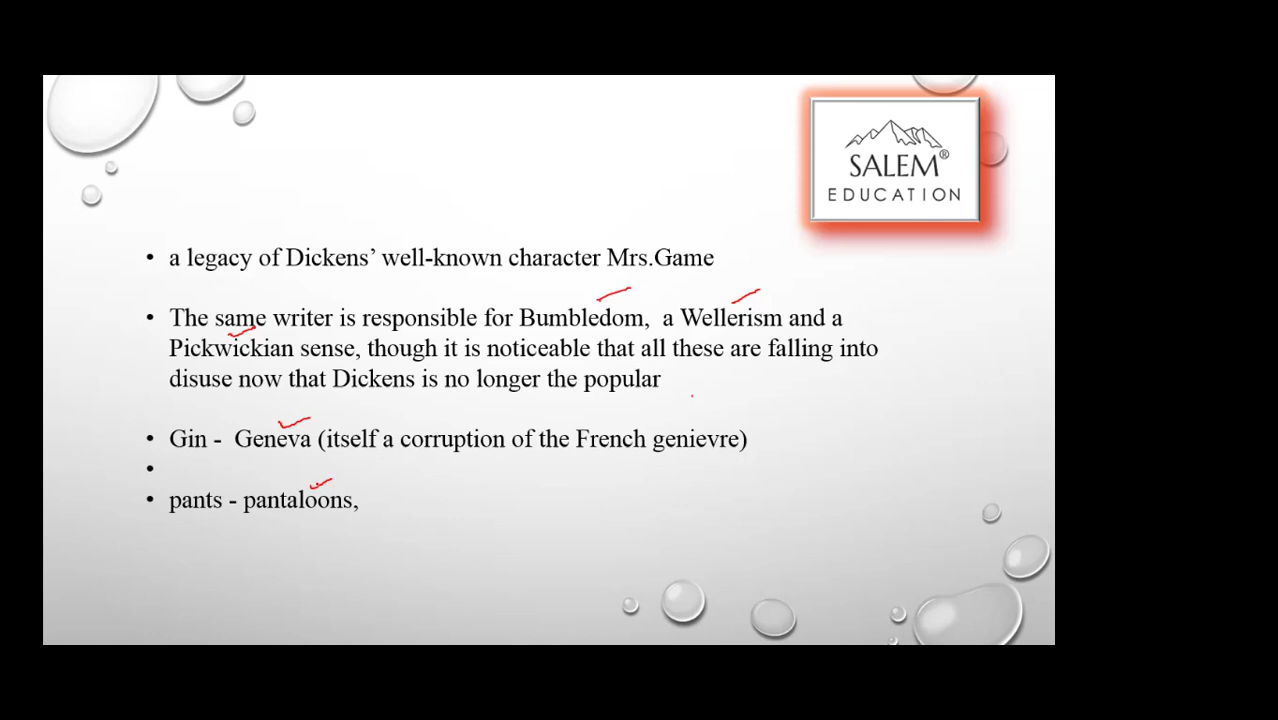 SALEM®
EDUCATION
• a legacy of Dickens’ well-known character Mrs.Game
• The same writer is responsible for Bumbledom, a Wellerism and a
Pickwickian sense, though it is noticeable that all these are falling into
disuse now that Dickens is no longer the popular
• Gin - Geneva (itself a corruption of the French genievre)
•
• pants - pantaloons,